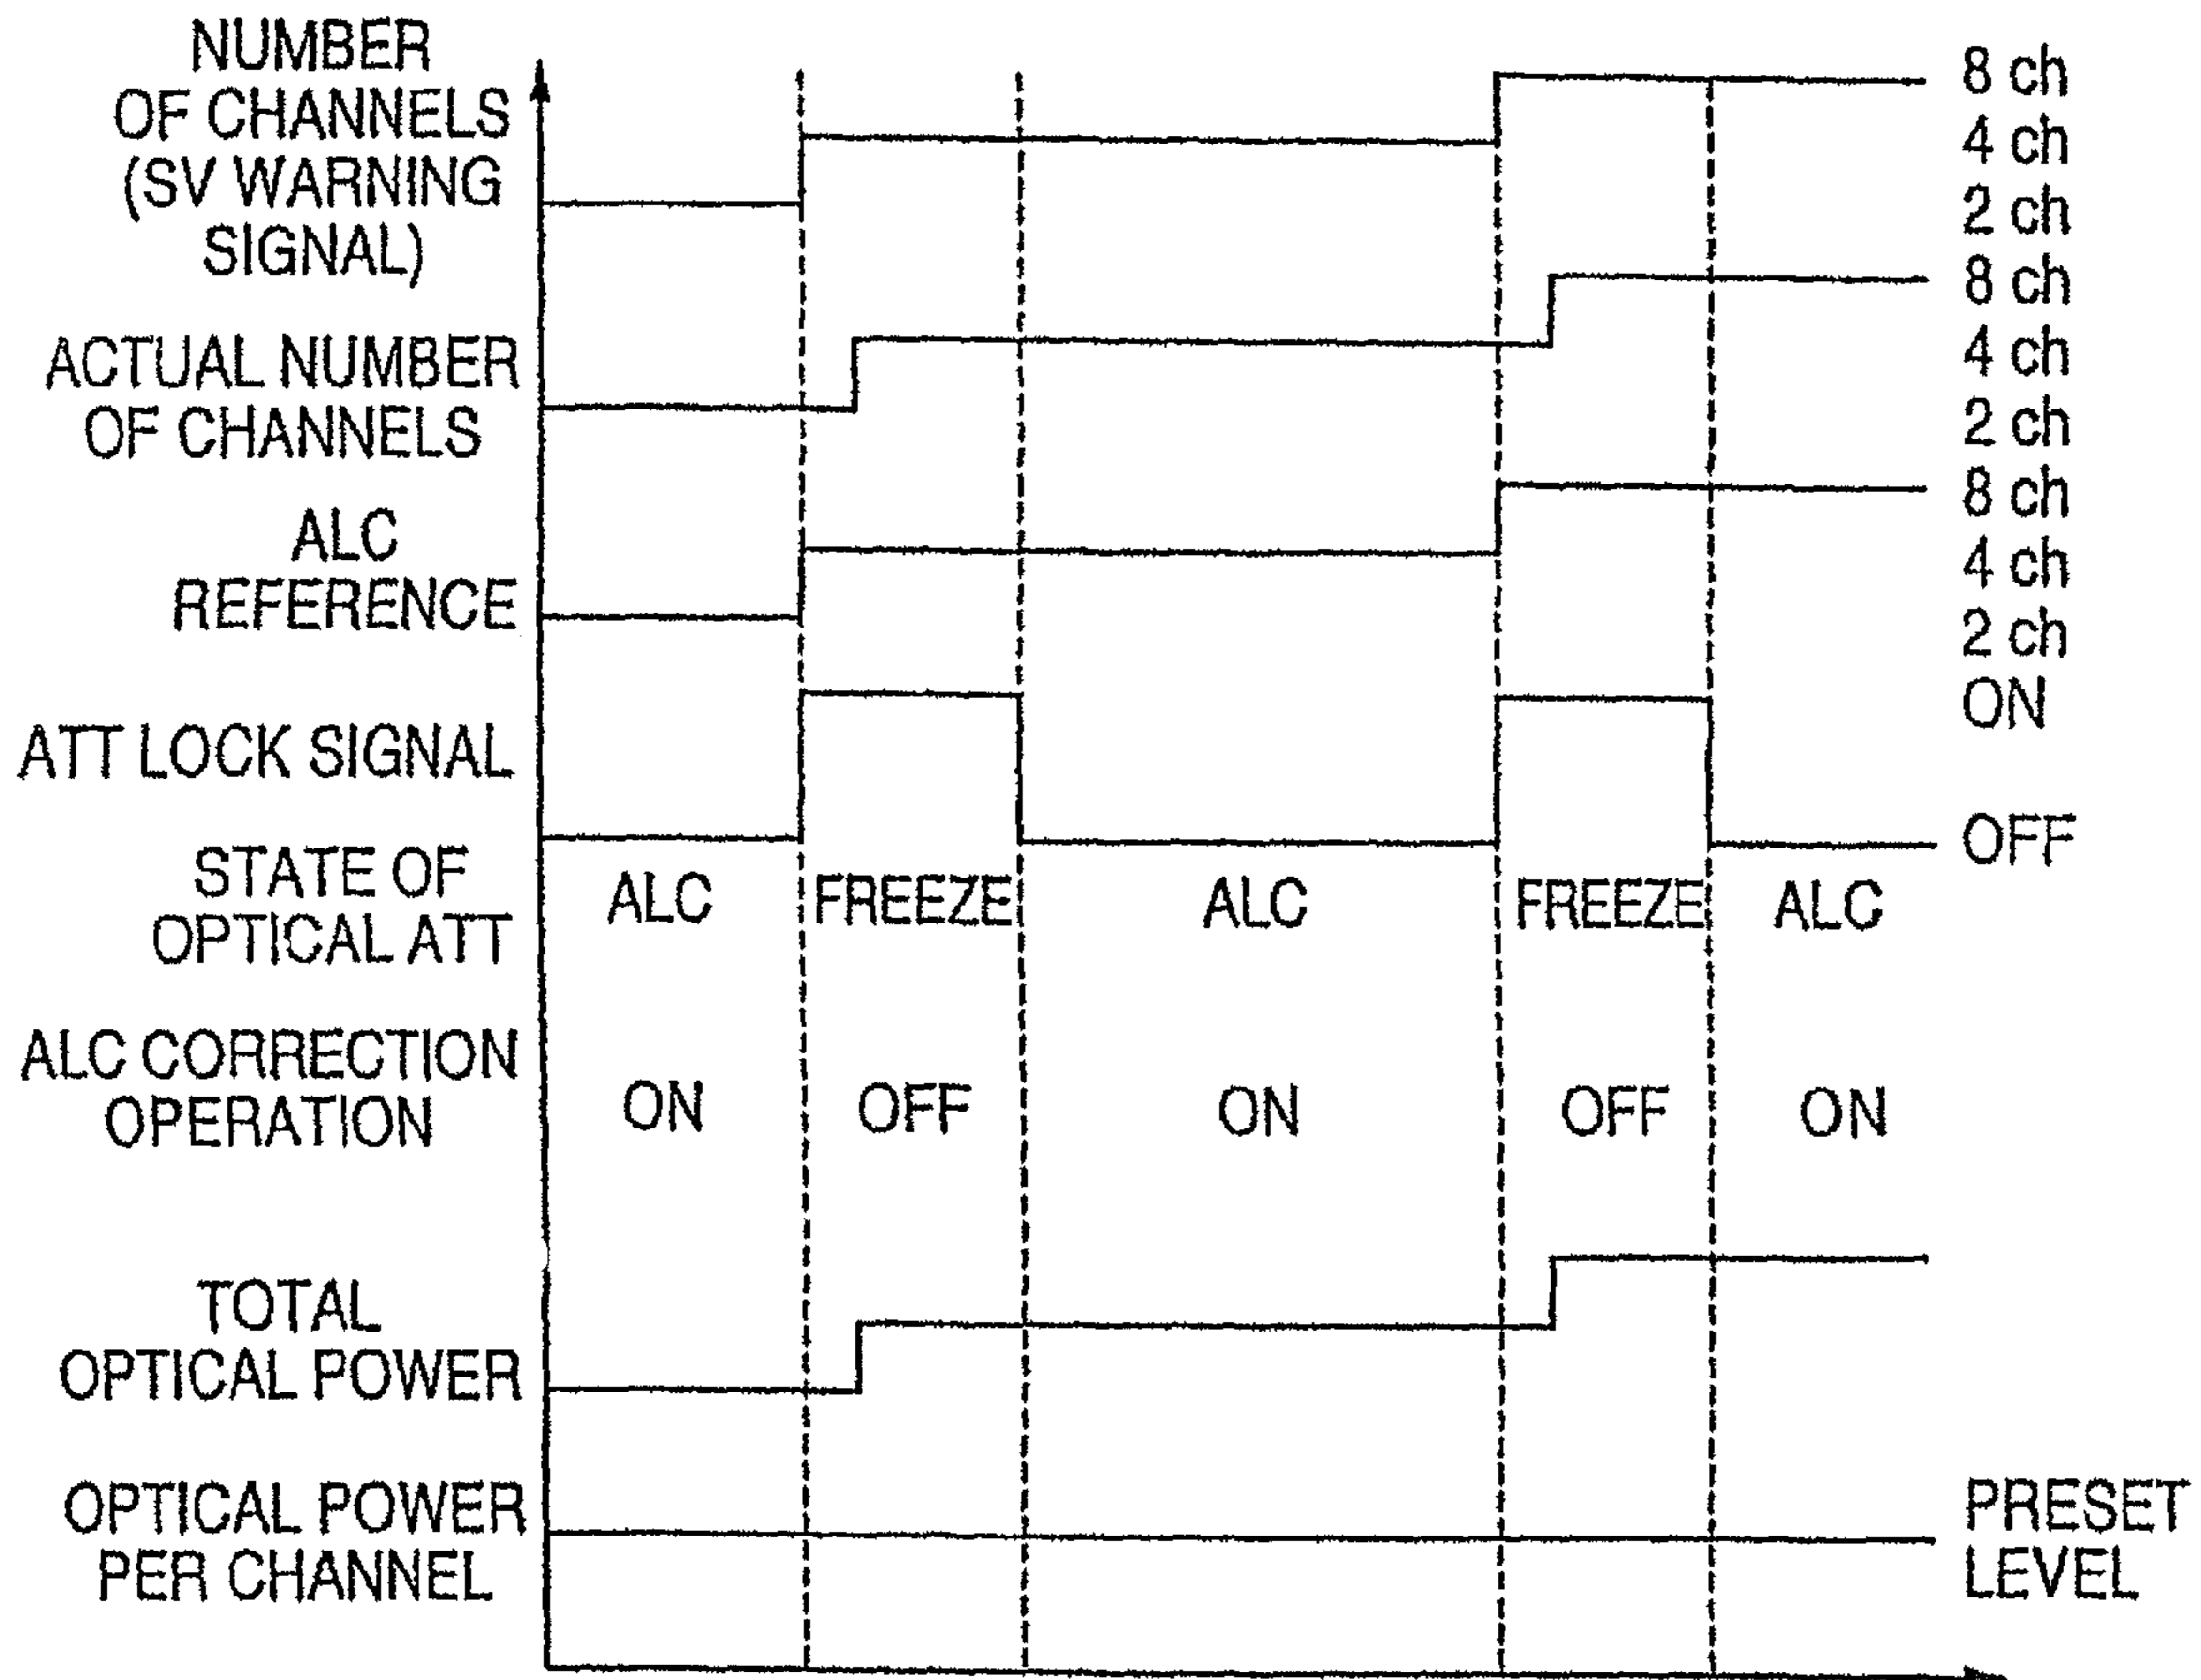 NUMBER
OF CHANNELS
(SV WARNING
SIGNAL)
8 ch
4 ch
2 ch
ACTUAL NUMBER
OF CHANNELS
8 ch
4 ch
2 ch
ALC
REFERENCE
8 ch
4 ch
2 ch
ATT LOCK SIGNAL
ON
OFF
STATE OF
OPTICAL ATT
ALC
FREEZE
ALC
FREEZE
ALC
ALC CORRECTION
OPERATION
ON
OFF
ON
OFF
ON
TOTAL
OPTICAL POWER
OPTICAL POWER
PER CHANNEL
PRESET
LEVEL